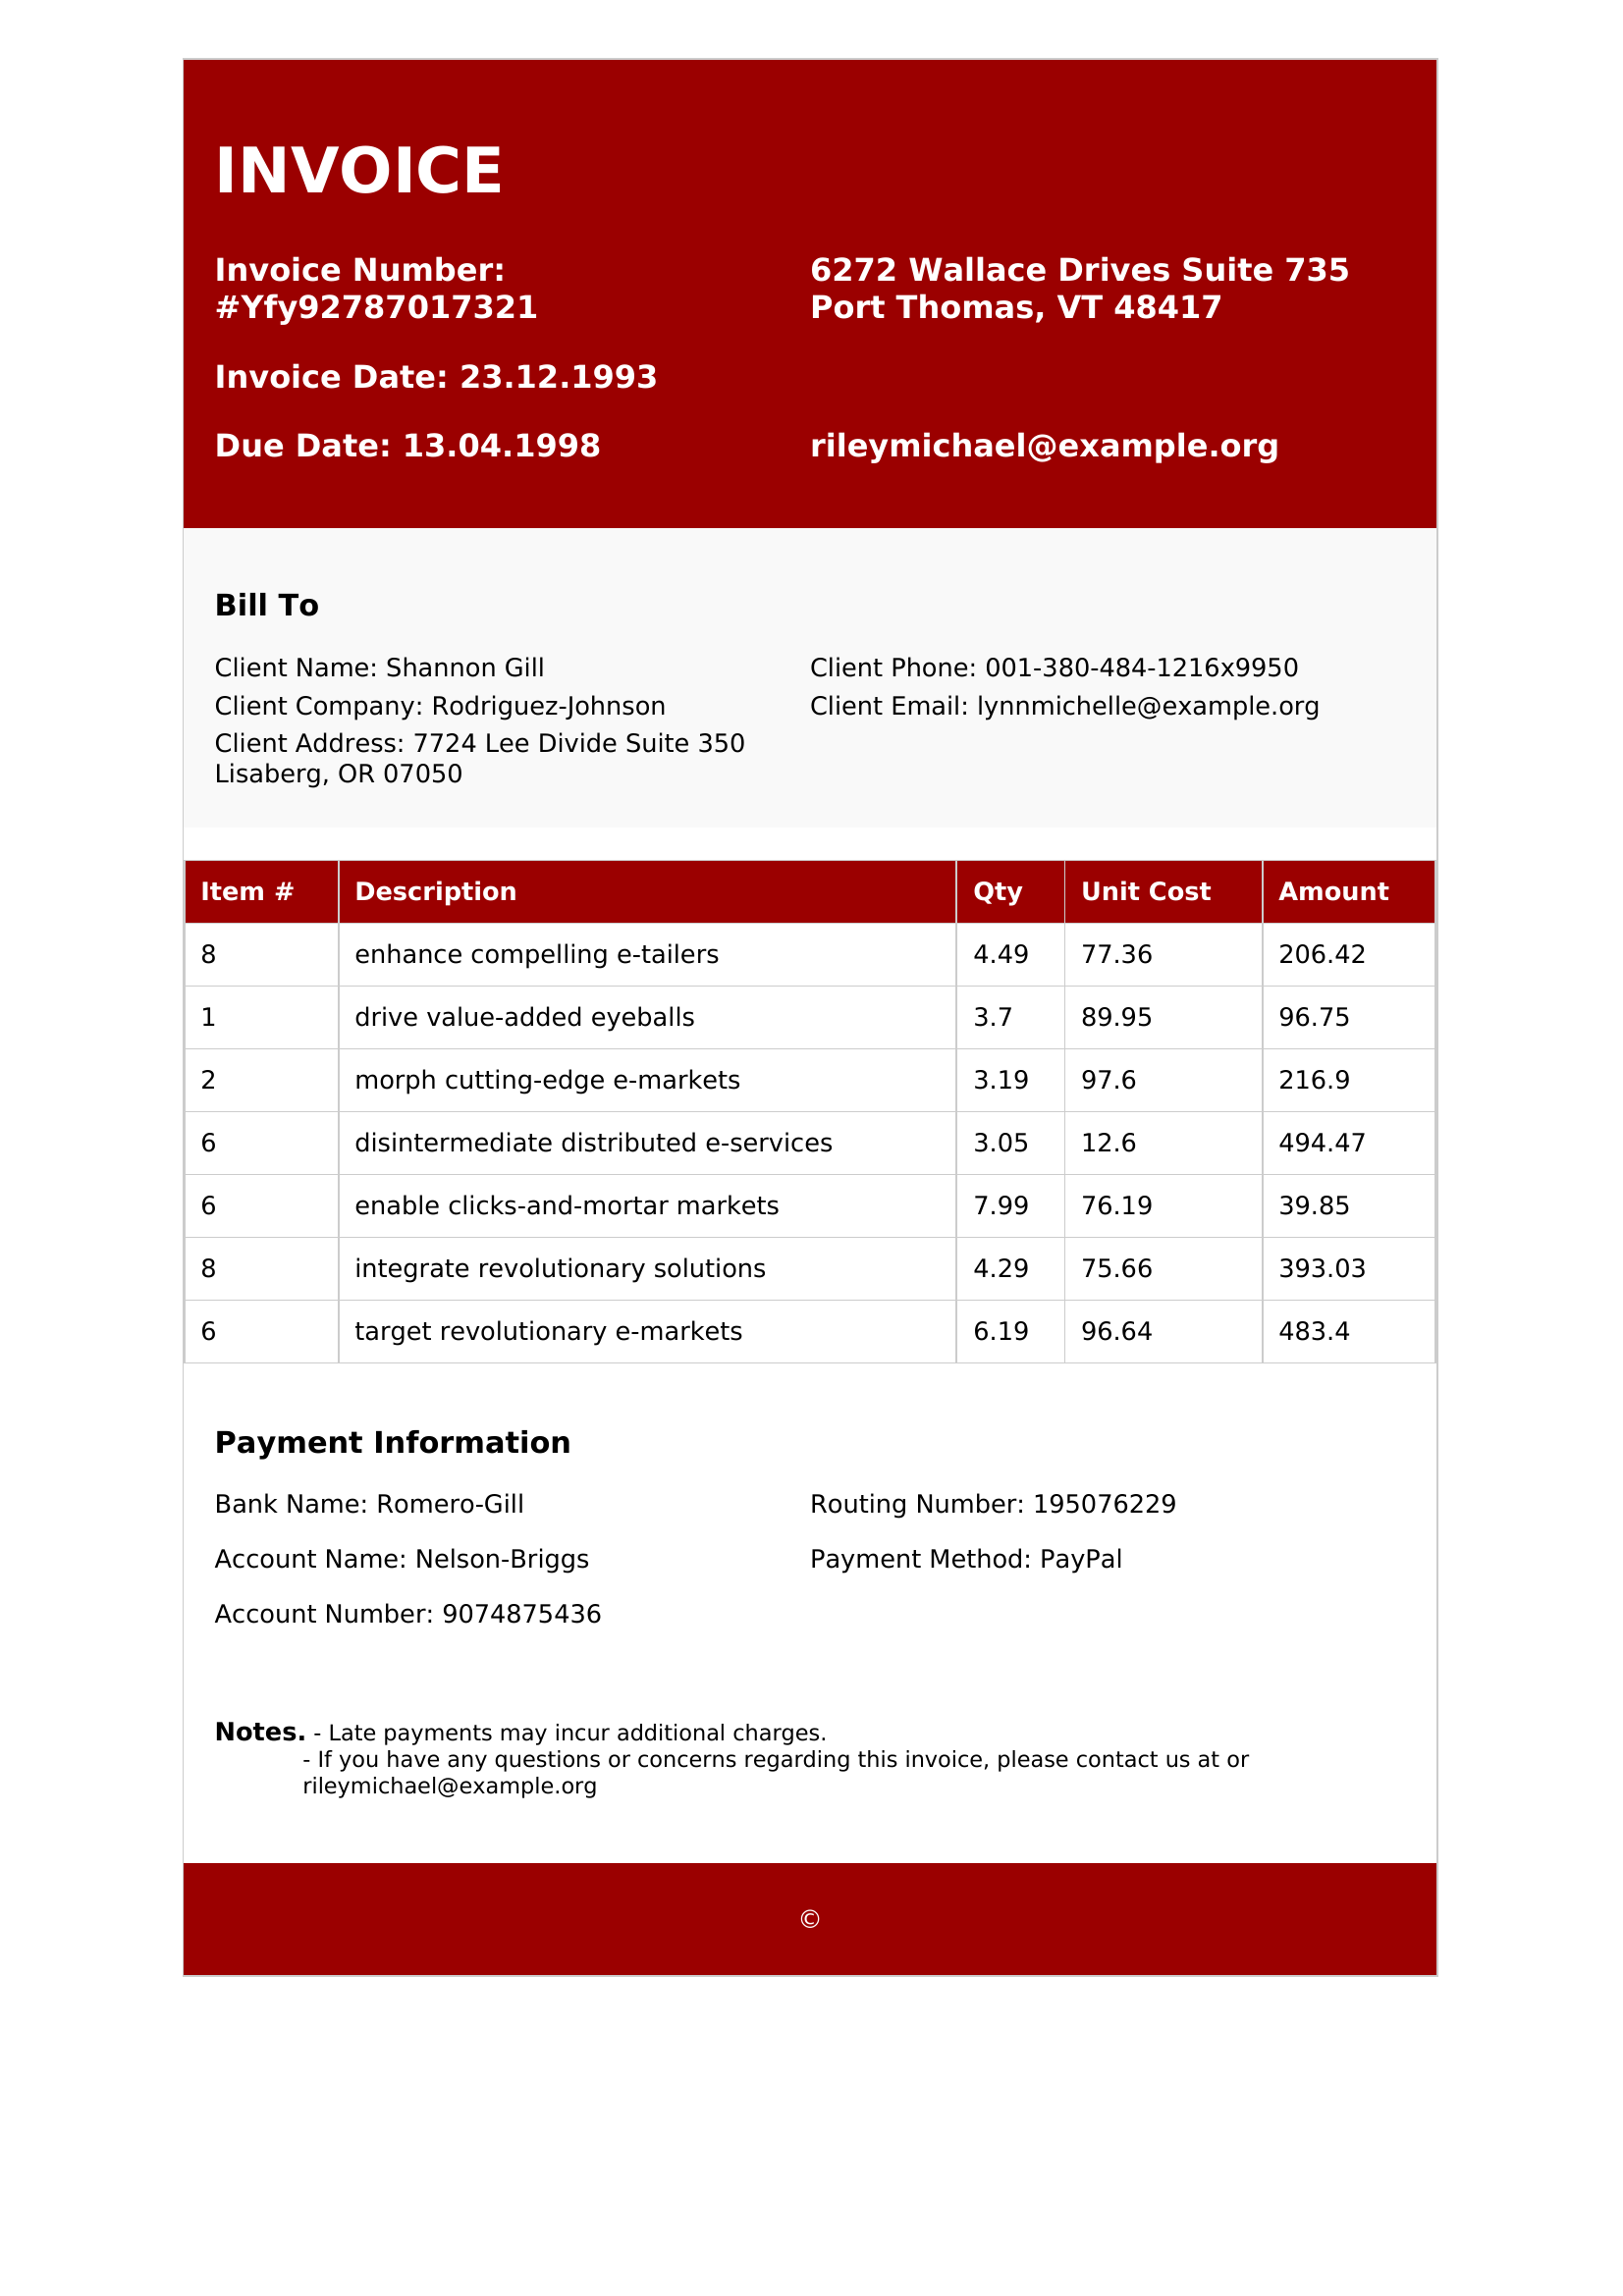 INVOICE
Invoice Number:
#Yfy92787017321
6272 Wallace Drives Suite 735
Port Thomas, VT 48417
Invoice Date: 23.12.1993
Due Date: 13.04.1998
rileymichael@example.org
Bill To
Client Name: Shannon Gill
Client Company: Rodriguez-Johnson
Client Address: 7724 Lee Divide Suite 350
Lisaberg, OR 07050
Client Phone: 001-380-484-1216x9950
Client Email: lynnmichelle@example.org
Item # Description Qty Unit Cost Amount
8 enhance compelling e-tailers 4.49 77.36 206.42
1 drive value-added eyeballs 3.7 89.95 96.75
2 morph cutting-edge e-markets 3.19 97.6 216.9
6 disintermediate distributed e-services 3.05 12.6 494.47
6 enable clicks-and-mortar markets 7.99 76.19 39.85
8 integrate revolutionary solutions 4.29 75.66 393.03
6 target revolutionary e-markets 6.19 96.64 483.4
Payment Information
Bank Name: Romero-Gill
Account Name: Nelson-Briggs
Account Number: 9074875436
Routing Number: 195076229
Payment Method: PayPal
Notes. - Late payments may incur additional charges.
- If you have any questions or concerns regarding this invoice, please contact us at or
rileymichael@example.org
©